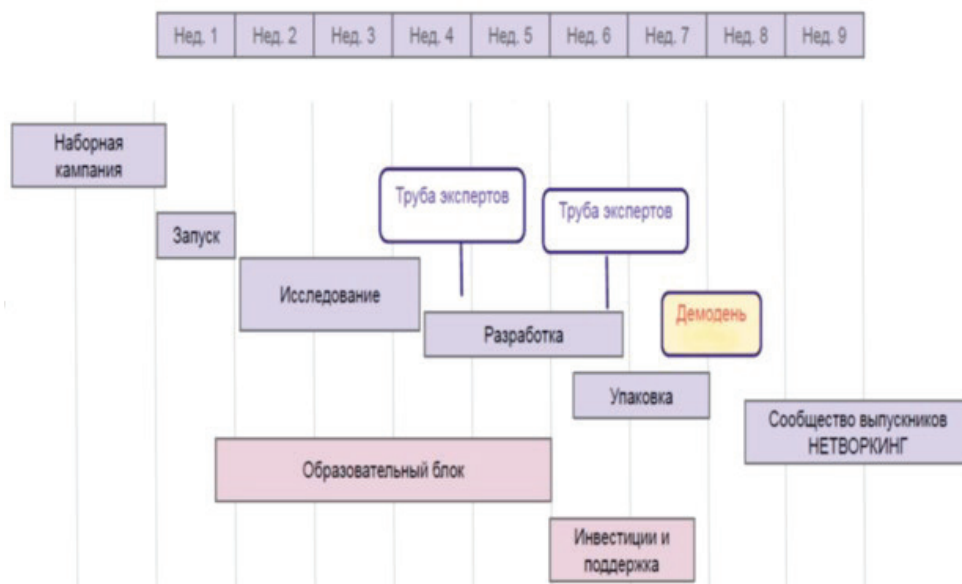 Нед. 1 Нед. 2 Нед. 3 Нед. 4 Нед. 5 Нед. 6 Нед. 7 Нед. 8 Нед. 9
Наборная
кампания
Труба экспертов
Труба экспертов
Запуск
Исследование
Разработка
Демодень
Упаковка
Сообщество выпускников
НЕТВОРКИНГ
Образовательный блок
Инвестиции и
поддержка